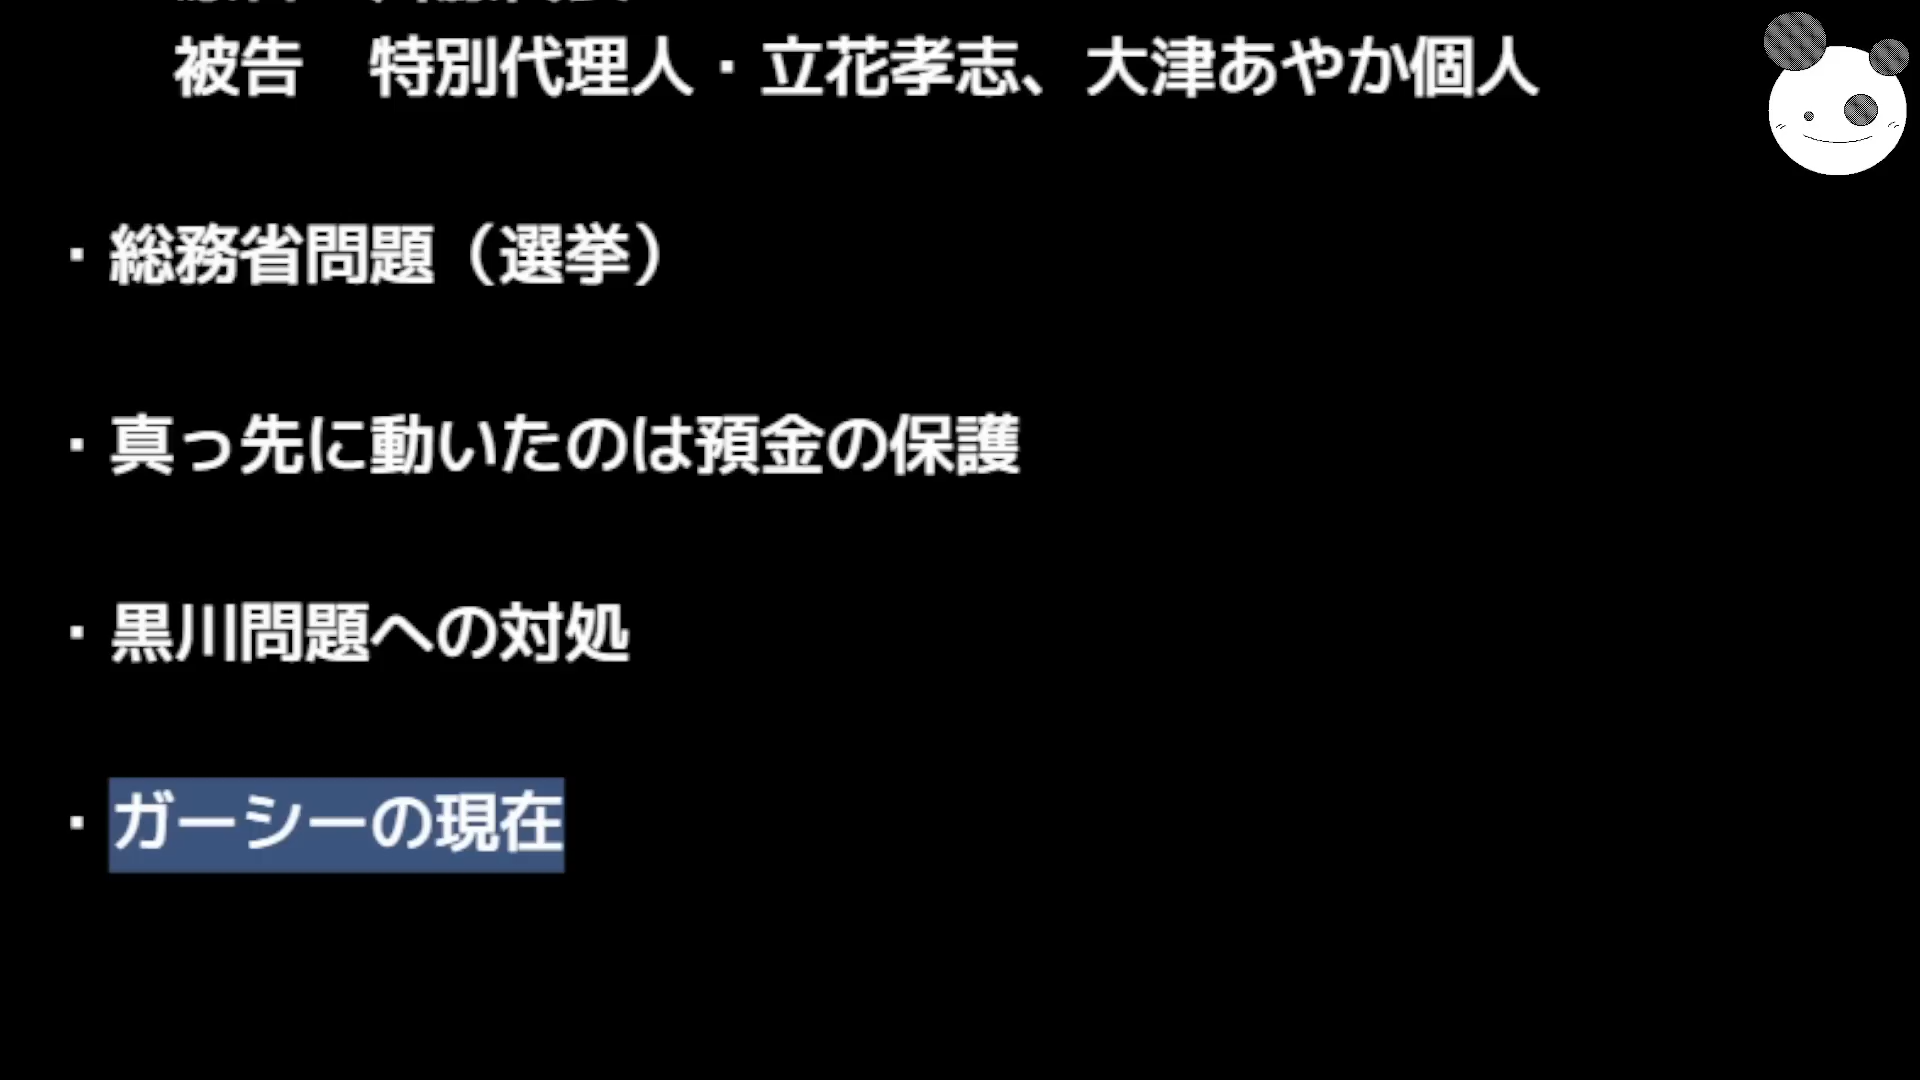 被告　特別代理人・立花孝志、大津あやか個人
・総務省問題（選挙）
・真っ先に動いたのは預金の保護
・黒川問題への対処
・ガーシーの現在